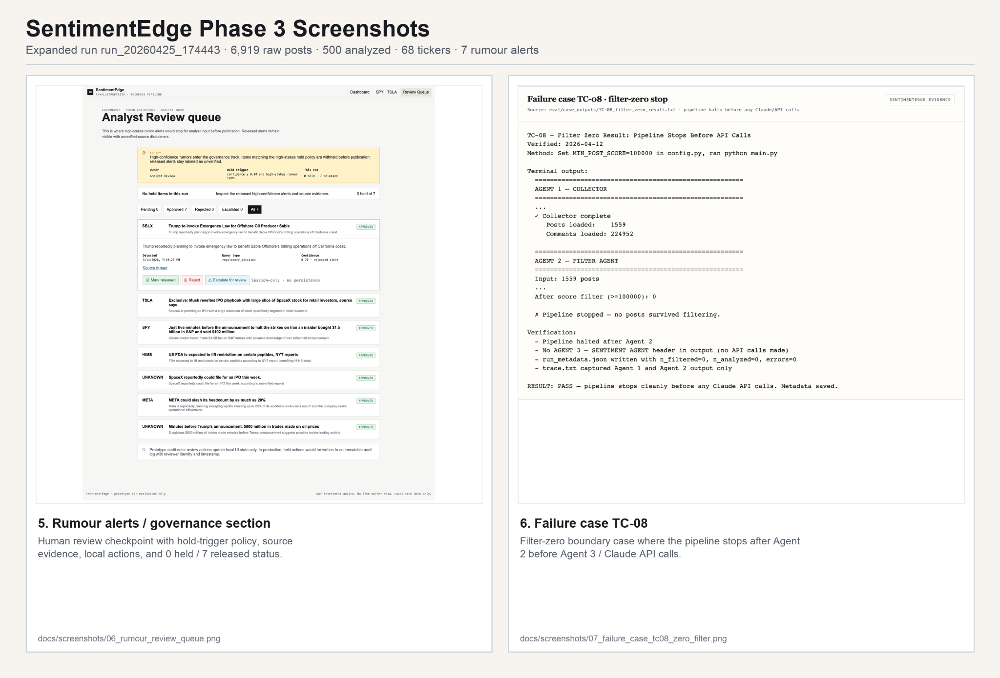 SentimentEdge Phase 3 Screenshots
Expanded run run_20260425_174443 · 6,919 raw posts · 500 analyzed · 68 tickers · 7 rumour alerts
SE SentimentEdge
R/WALLSTREETBETS · EVIDENCE PIPELINE
Dashboard SPY · TSLA Review Queue
GOVERNANCE · HUMAN CHECKPOINT · ANALYST INPUT
Analyst Review queue
This is where high-stakes rumor alerts would stop for analyst input before publication. Released alerts remain
visible with unverified-source disclaimers.
POLICY
High-confidence rumors enter the governance track. Items matching the high-stakes hold policy are withheld before publication;
released alerts stay labeled as unverified.
Owner Hold trigger This run
Analyst Review confidence ≥ 0.80 and high-stakes rumour 0 held · 7 released
type.
No held items in this run Inspect the released high-confidence alerts and source evidence. 0 held of 7
Pending 0 Approved 7 Rejected 0 Escalated 0 All 7
SBLX Trump to Invoke Emergency Law for Offshore Oil Producer Sable APPROVED
Trump reportedly planning to invoke emergency law to benefit Sable Offshore's drilling operations off California coast.
Trump reportedly planning to invoke emergency law to benefit Sable Offshore's drilling operations off California coast.
Detected Rumor type Confidence
3/11/2026, 7:19:25 PM regulatory_decision 0.70 · released alert
Source thread
Mark released Reject Escalate for review Session-only · no persistence
TSLA Exclusive: Musk rewrites IPO playbook with large slice of SpaceX stock for retail investors, source APPROVED
says
SpaceX is planning an IPO with a large allocation of stock specifically targeted at retail investors
SPY Just five minutes before the announcement to halt the strikes on Iran an insider bought $1.5 APPROVED
billion in S&P and sold $192 million.
Claims insider trader made $1.5B bet on S&P futures with advance knowledge of Iran strike halt announcement
HIMS US FDA is expected to lift restriction on certain peptides, NYT reports APPROVED
FDA expected to lift restrictions on certain peptides according to NYT report, benefiting HIMS stock
UNKNOWN SpaceX reportedly could file for an IPO this week. APPROVED
SpaceX reportedly could file for an IPO this week according to unverified reports.
META META could slash its headcount by as much as 20% APPROVED
Meta is reportedly planning sweeping layoffs affecting up to 20% of its workforce as AI costs mount and the company seeks
operational efficiencies.
UNKNOWN Minutes before Trump's announcement, $800 million in trades made on oil prices APPROVED
Suspicious $800 million oil trades made minutes before Trump announcement suggests possible insider trading activity
Prototype audit note: review actions update local UI state only. In production, held actions would be written to an immutable audit
log with reviewer identity and timestamp.
SentimentEdge · prototype for evaluation only Not investment advice. No live market data. Local seed data only.
5. Rumour alerts / governance section
Human review checkpoint with hold-trigger policy, source
evidence, local actions, and 0 held / 7 released status.
docs/screenshots/06_rumour_review_queue.png
Failure case TC-08 · filter-zero stop
SENTIMENTEDGE EVIDENCE
Source: eval/case_outputs/TC-08_filter_zero_result.txt · pipeline halts before any Claude/API calls
TC-08 — Filter Zero Result: Pipeline Stops Before API Calls
Verified: 2026-04-12
Method: Set MIN_POST_SCORE=100000 in config.py, ran python main.py
Terminal output:
=======================================================
AGENT 1 — COLLECTOR
=======================================================
...
✓ Collector complete
Posts loaded: 1559
Comments loaded: 224952
=======================================================
AGENT 2 — FILTER AGENT
=======================================================
Input: 1559 posts
...
After score filter (>=100000): 0
✗ Pipeline stopped — no posts survived filtering.
Verification:
- Pipeline halted after Agent 2
- No AGENT 3 — SENTIMENT AGENT header in output (no API calls made)
- run_metadata.json written with n_filtered=0, n_analyzed=0, errors=0
- trace.txt captured Agent 1 and Agent 2 output only
RESULT: PASS — pipeline stops cleanly before any Claude API calls. Metadata saved.
6. Failure case TC-08
Filter-zero boundary case where the pipeline stops after Agent
2 before Agent 3 / Claude API calls.
docs/screenshots/07_failure_case_tc08_zero_filter.png